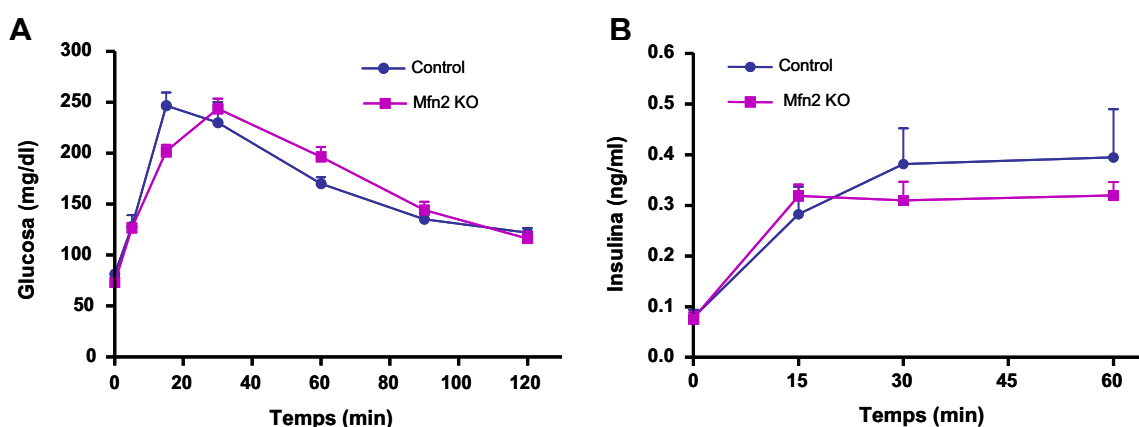 A
300
250
200
150
100
50
0
Glucosa (mg/dl)
0 20 40 60 80 100 120
Temps (min)
Control
Mfn2 KO
B
0.6
0.5
0.4
0.3
0.2
0.1
0.0
Insulina (ng/ml)
0 15 30 45 60
Temps (min)
Control
Mfn2 KO